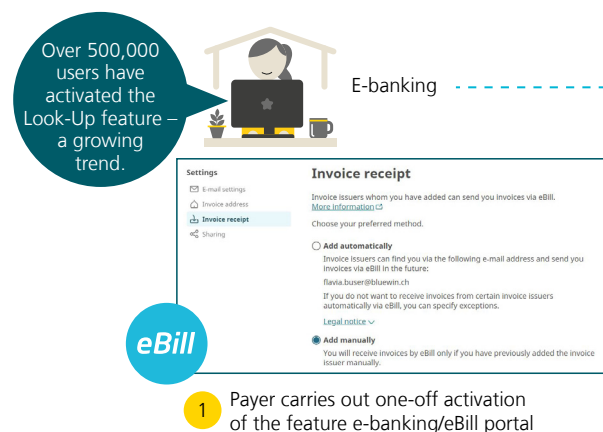 Over 500,000
users have
activated the
Look-Up feature –
a growing
trend.
E-banking
Settings
E-mail settings
Invoice address
Invoice receipt
Sharing
Invoice receipt
Invoice issuers whom you have added can send you invoices via eBill.
More information
Choose your preferred method.
Add automatically
Invoice issuers can find you via the following e-mail address and send you
invoices via eBill in the future:
flavia.buser@bluewin.ch
If you do not want to receive invoices from certain invoice issuers
automatically via eBill, you can specify exceptions.
Legal notice
Add manually
You will receive invoices by eBill only if you have previously added the invoice
issuer manually.
eBill
1 Payer carries out one-off activation
of the feature e-banking/eBill portal